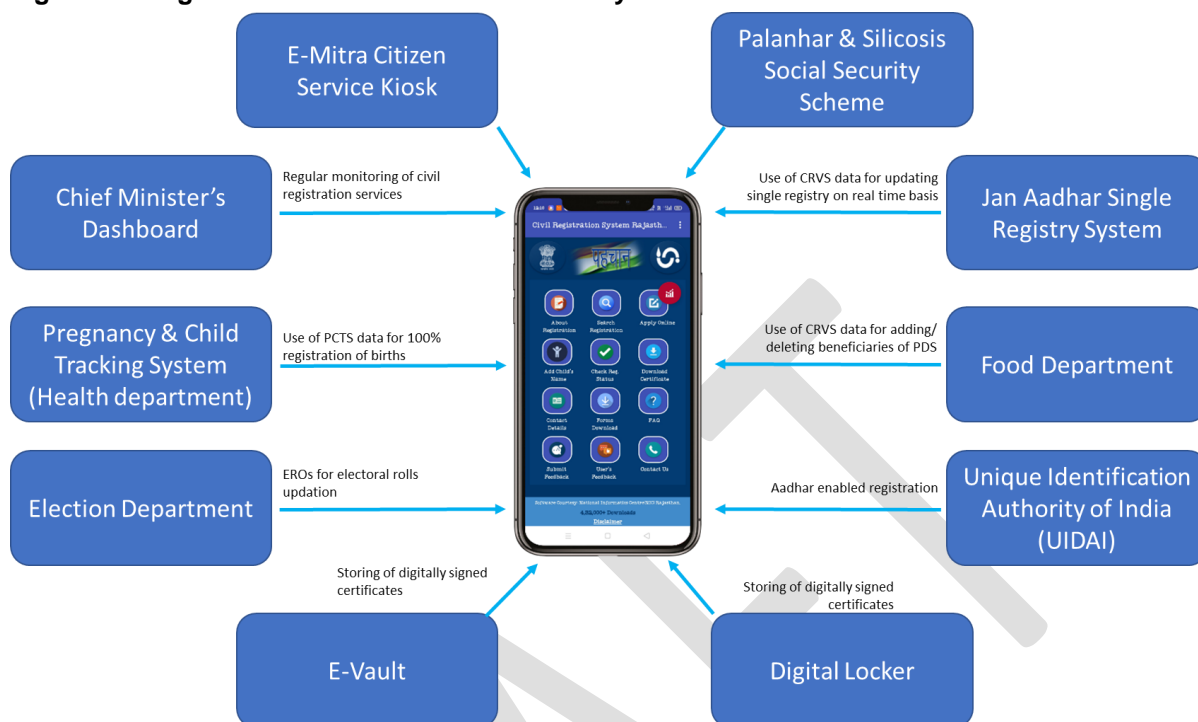 E-Mitra Citizen
Service Kiosk
Palanhar & Silicosis
Social Security
Scheme
Chief Minister's
Dashboard
Regular monitoring of civil
registration services
Use of CRVS data for updating
single registry on real time basis
Jan Aadhar Single
Registry System
Pregnancy & Child
Tracking System
(Health department)
Use of PCTS data for 100%
registration of births
Use of CRVS data for adding/
deleting beneficiaries of PDS
Food Department
Election Department
EROs for electoral rolls
updation
Aadhar enabled registration
Unique Identification
Authority of India
(UIDAI)
Civil Registration System Rajasth...
पहचान
About
Registration
Search
Registration
Apply Online
Add Child's
Name
Check Reg.
Status
Download
Certificate
Contact
Details
Forms
Download
FAQ
Submit
Feedback
User's
Feedback
Contact Us
Disclaimer
Storing of digitally signed
certificates
Storing of digitally signed
certificates
E-Vault
Digital Locker